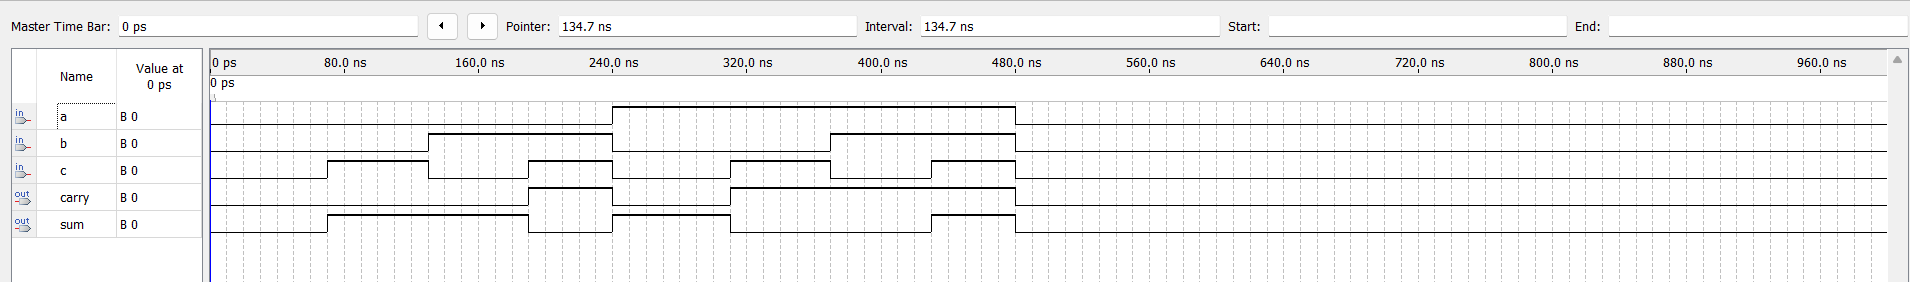 Master Time Bar: 0 ps Pointer: 134.7 ns Interval: 134.7 ns Start: End:
Name Value at 0 ps
0 ps 80.0 ns 160.0 ns 240.0 ns 320.0 ns 400.0 ns 480.0 ns 560.0 ns 640.0 ns 720.0 ns 800.0 ns 880.0 ns 960.0 ns
0 ps
in a B 0
in b B 0
in c B 0
out carry B 0
out sum B 0